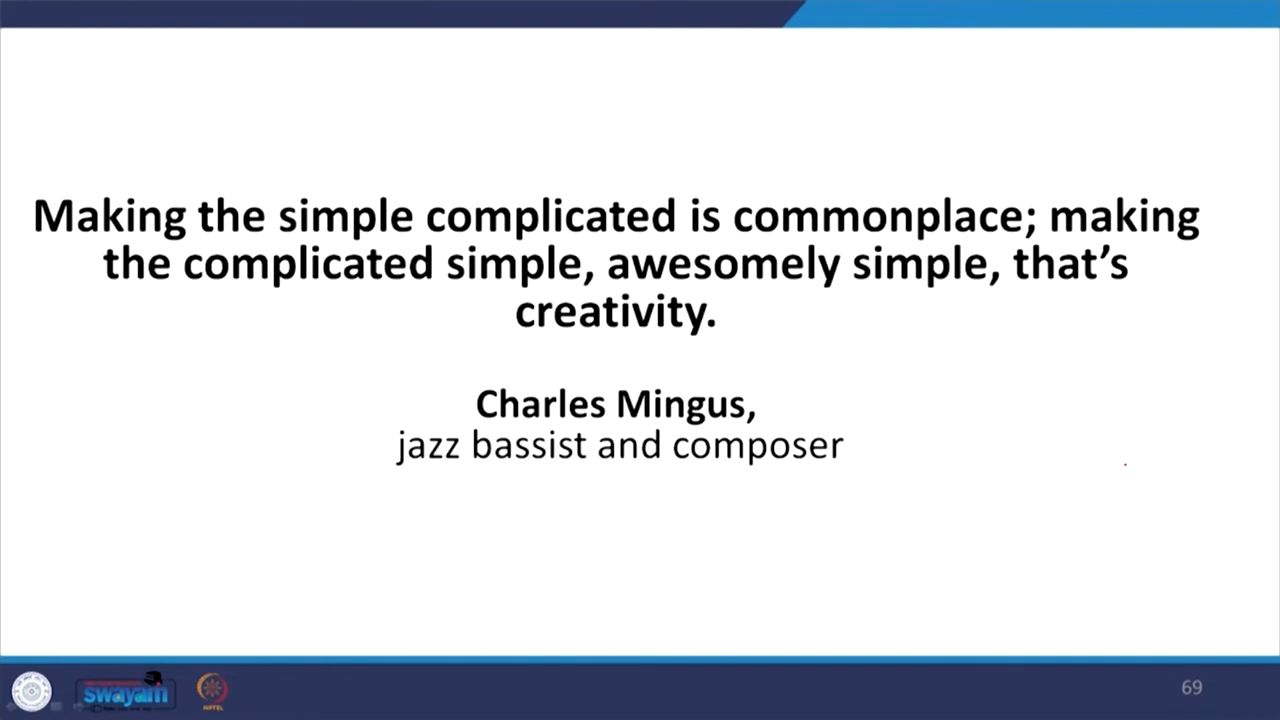 Making the simple complicated is commonplace; making
the complicated simple, awesomely simple, that’s
creativity.
Charles Mingus,
jazz bassist and composer
swayam
NPTEL
69